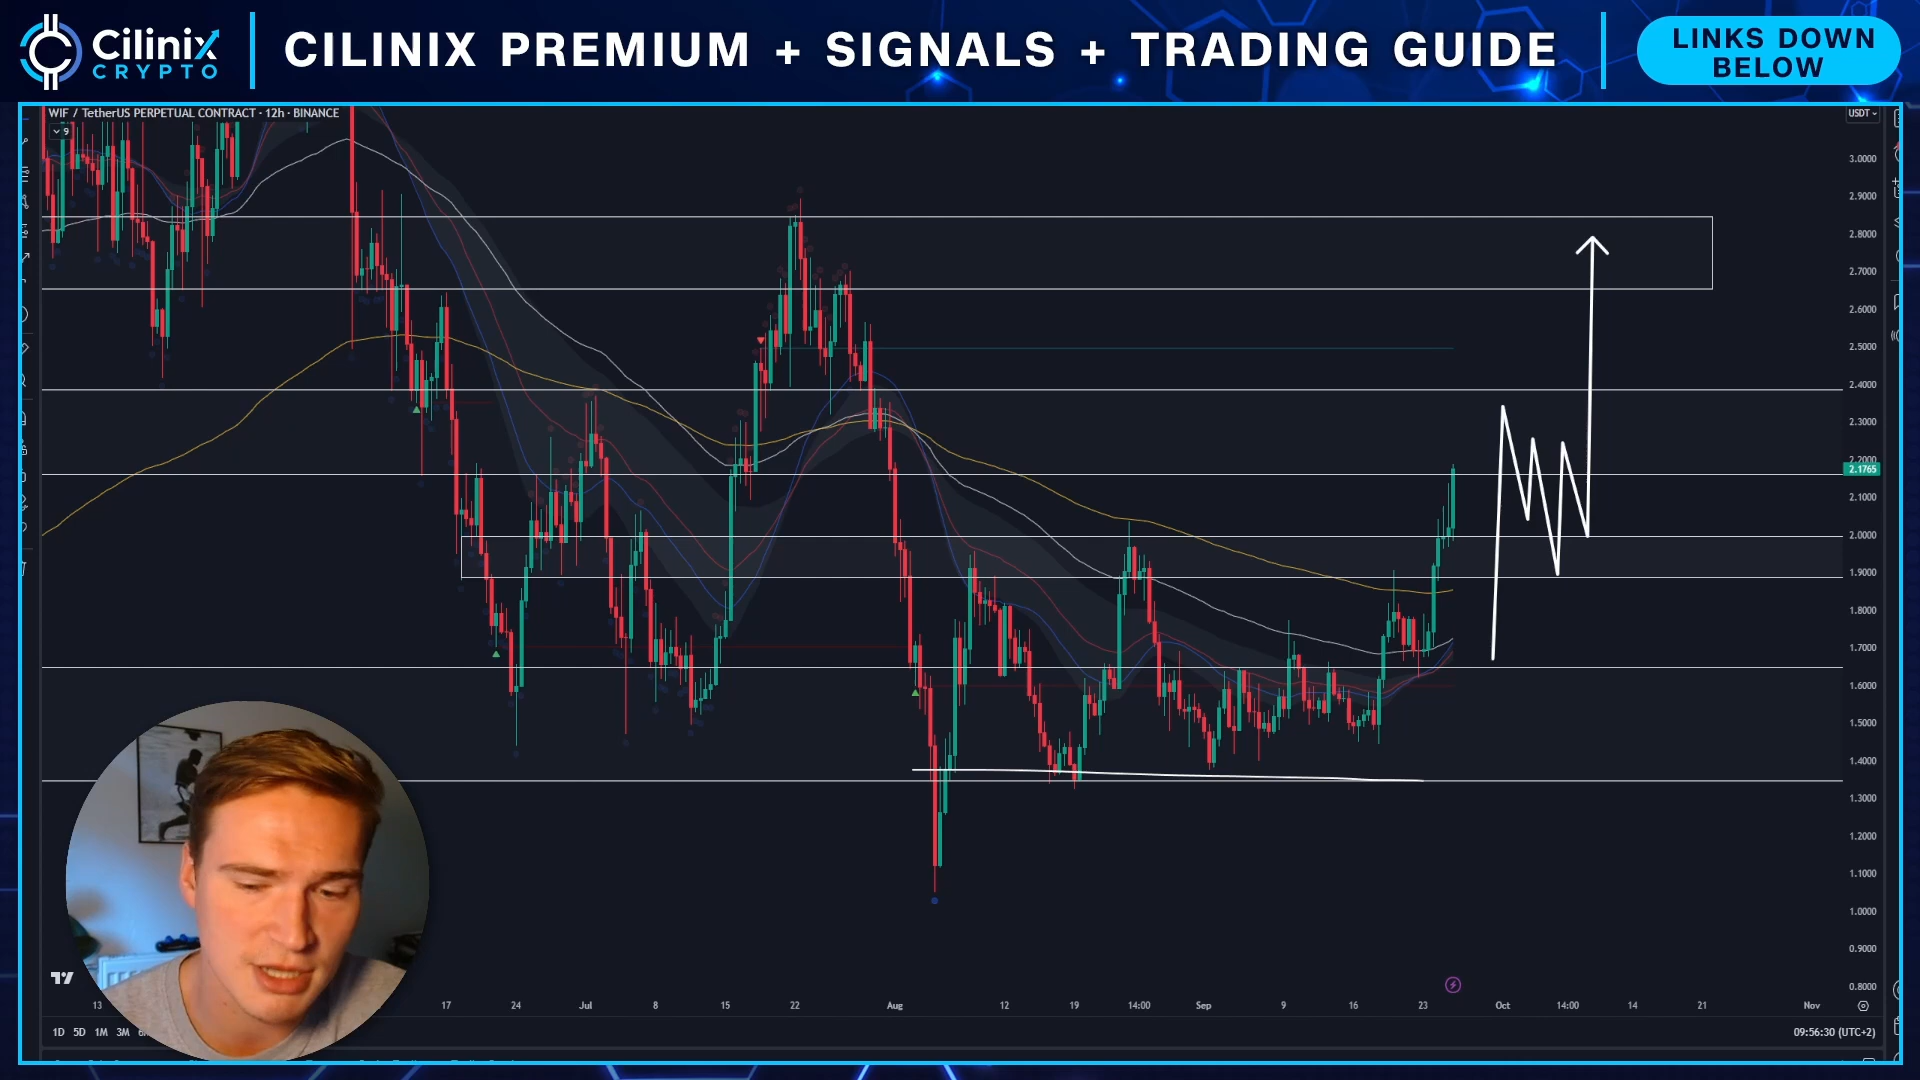 Cilinix
CRYPTO
CILINIX PREMIUM + SIGNALS + TRADING GUIDE
LINKS DOWN
BELOW
WIF / TetherUS PERPETUAL CONTRACT · 12h · BINANCE
9
USDT
3.0000
2.9000
2.8000
2.7000
2.6000
2.5000
2.4000
2.3000
2.2000
2.1765
2.1000
2.0000
1.9000
1.8000
1.7000
1.6000
1.5000
1.4000
1.3000
1.2000
1.1000
1.0000
0.9000
0.8000
13 17 24 Jul 8 15 22 Aug 12 19 14:00 Sep 9 16 23 Oct 14:00 14 21 Nov
1D 5D 1M 3M
09:56:30 (UTC+2)